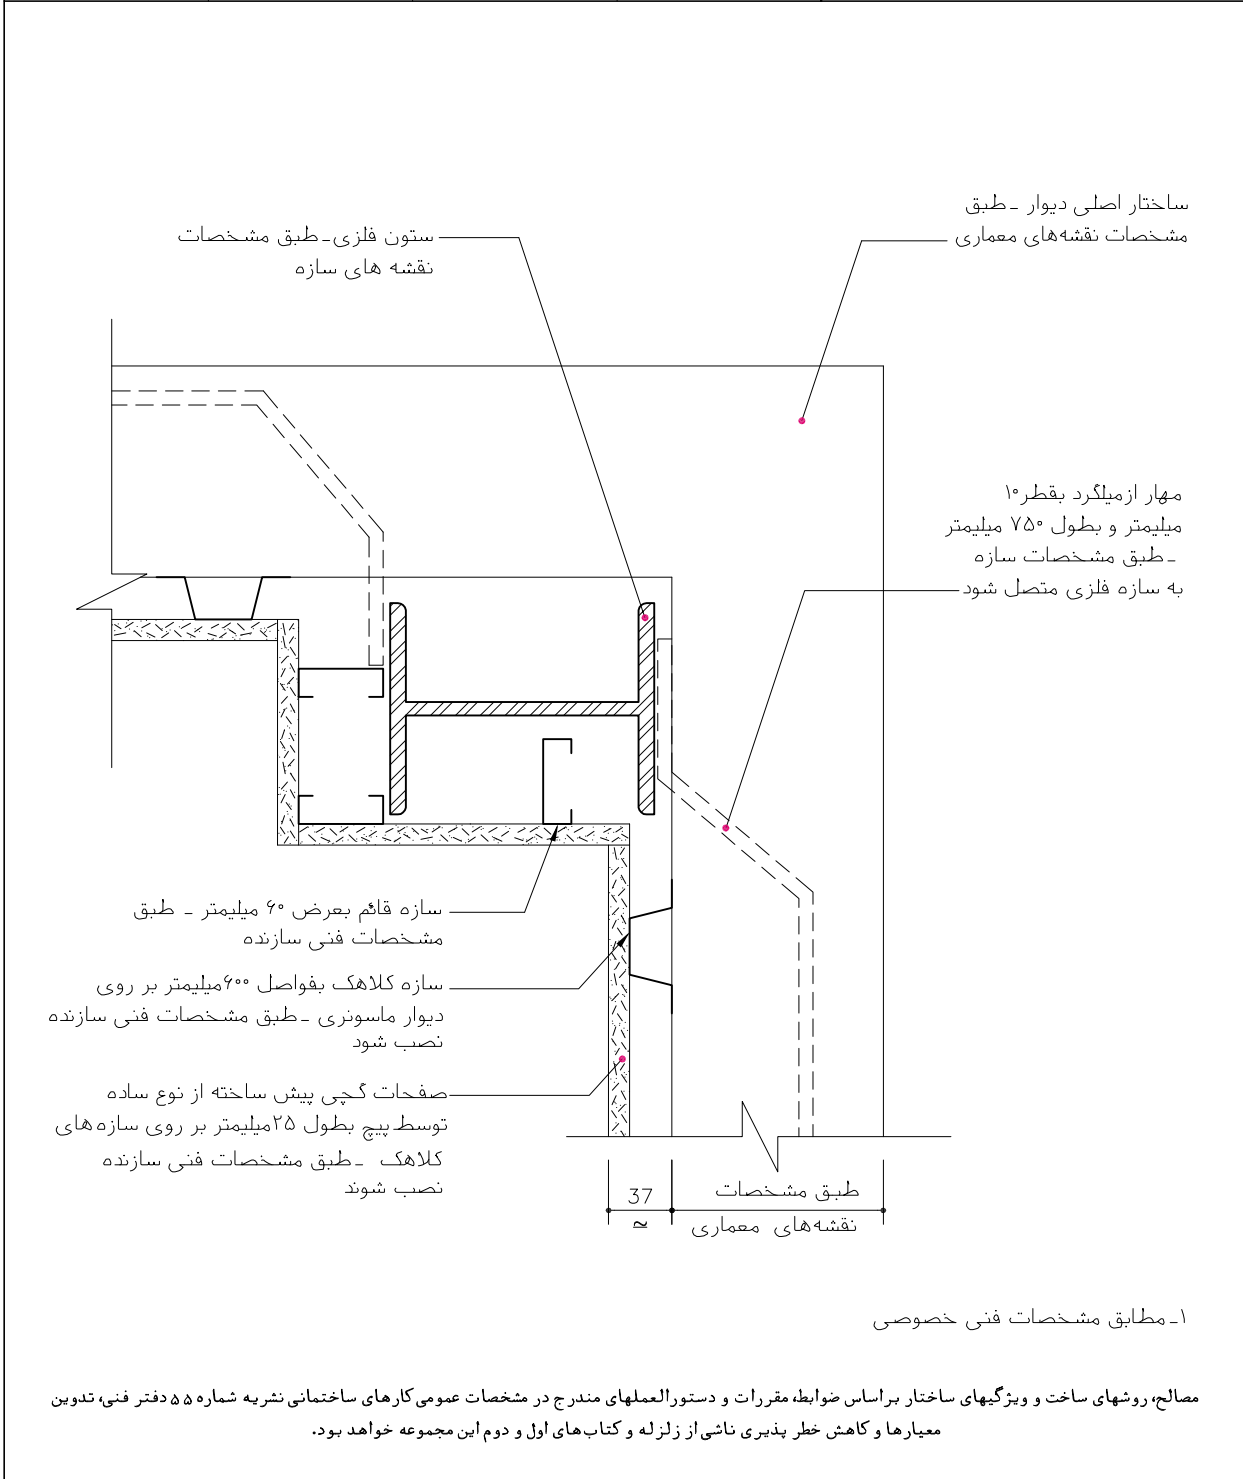 ساختار اصلی دیوار ـ طبق
مشخصات نقشه‌های معماری
ستون فلزی ـ طبق مشخصات
نقشه های سازه
مهار ازمیلگرد بقطر۱۰
میلیمتر و بطول ۷۵۰ میلیمتر
ـ طبق مشخصات سازه
به سازه فلزی متصل شود
سازه قائم بعرض ۶۰ میلیمتر ـ طبق
مشخصات فنی سازنده
سازه کلاهک بفواصل ۶۰۰میلیمتر بر روی
دیوار ماسونری ـ طبق مشخصات فنی سازنده
نصب شود
صفحات گچی پیش ساخته از نوع ساده
توسط پیچ بطول ۲۵میلیمتر بر روی سازه‌های
کلاهک ـ طبق مشخصات فنی سازنده
نصب شوند
37
≃
طبق مشخصات
نقشه‌های معماری
۱ـ مطابق مشخصات فنی خصوصی
مصالح، روشهای ساخت و ویژگیهای ساختار براساس ضوابط، مقررات و دستورالعملهای مندرج در مشخصات عمومی کارهای ساختمانی نشریه شماره ۵۵ دفتر فنی، تدوین
معیارها و کاهش خطر پذیری ناشی از زلزله و کتاب‌های اول و دوم این مجموعه خواهد بود.